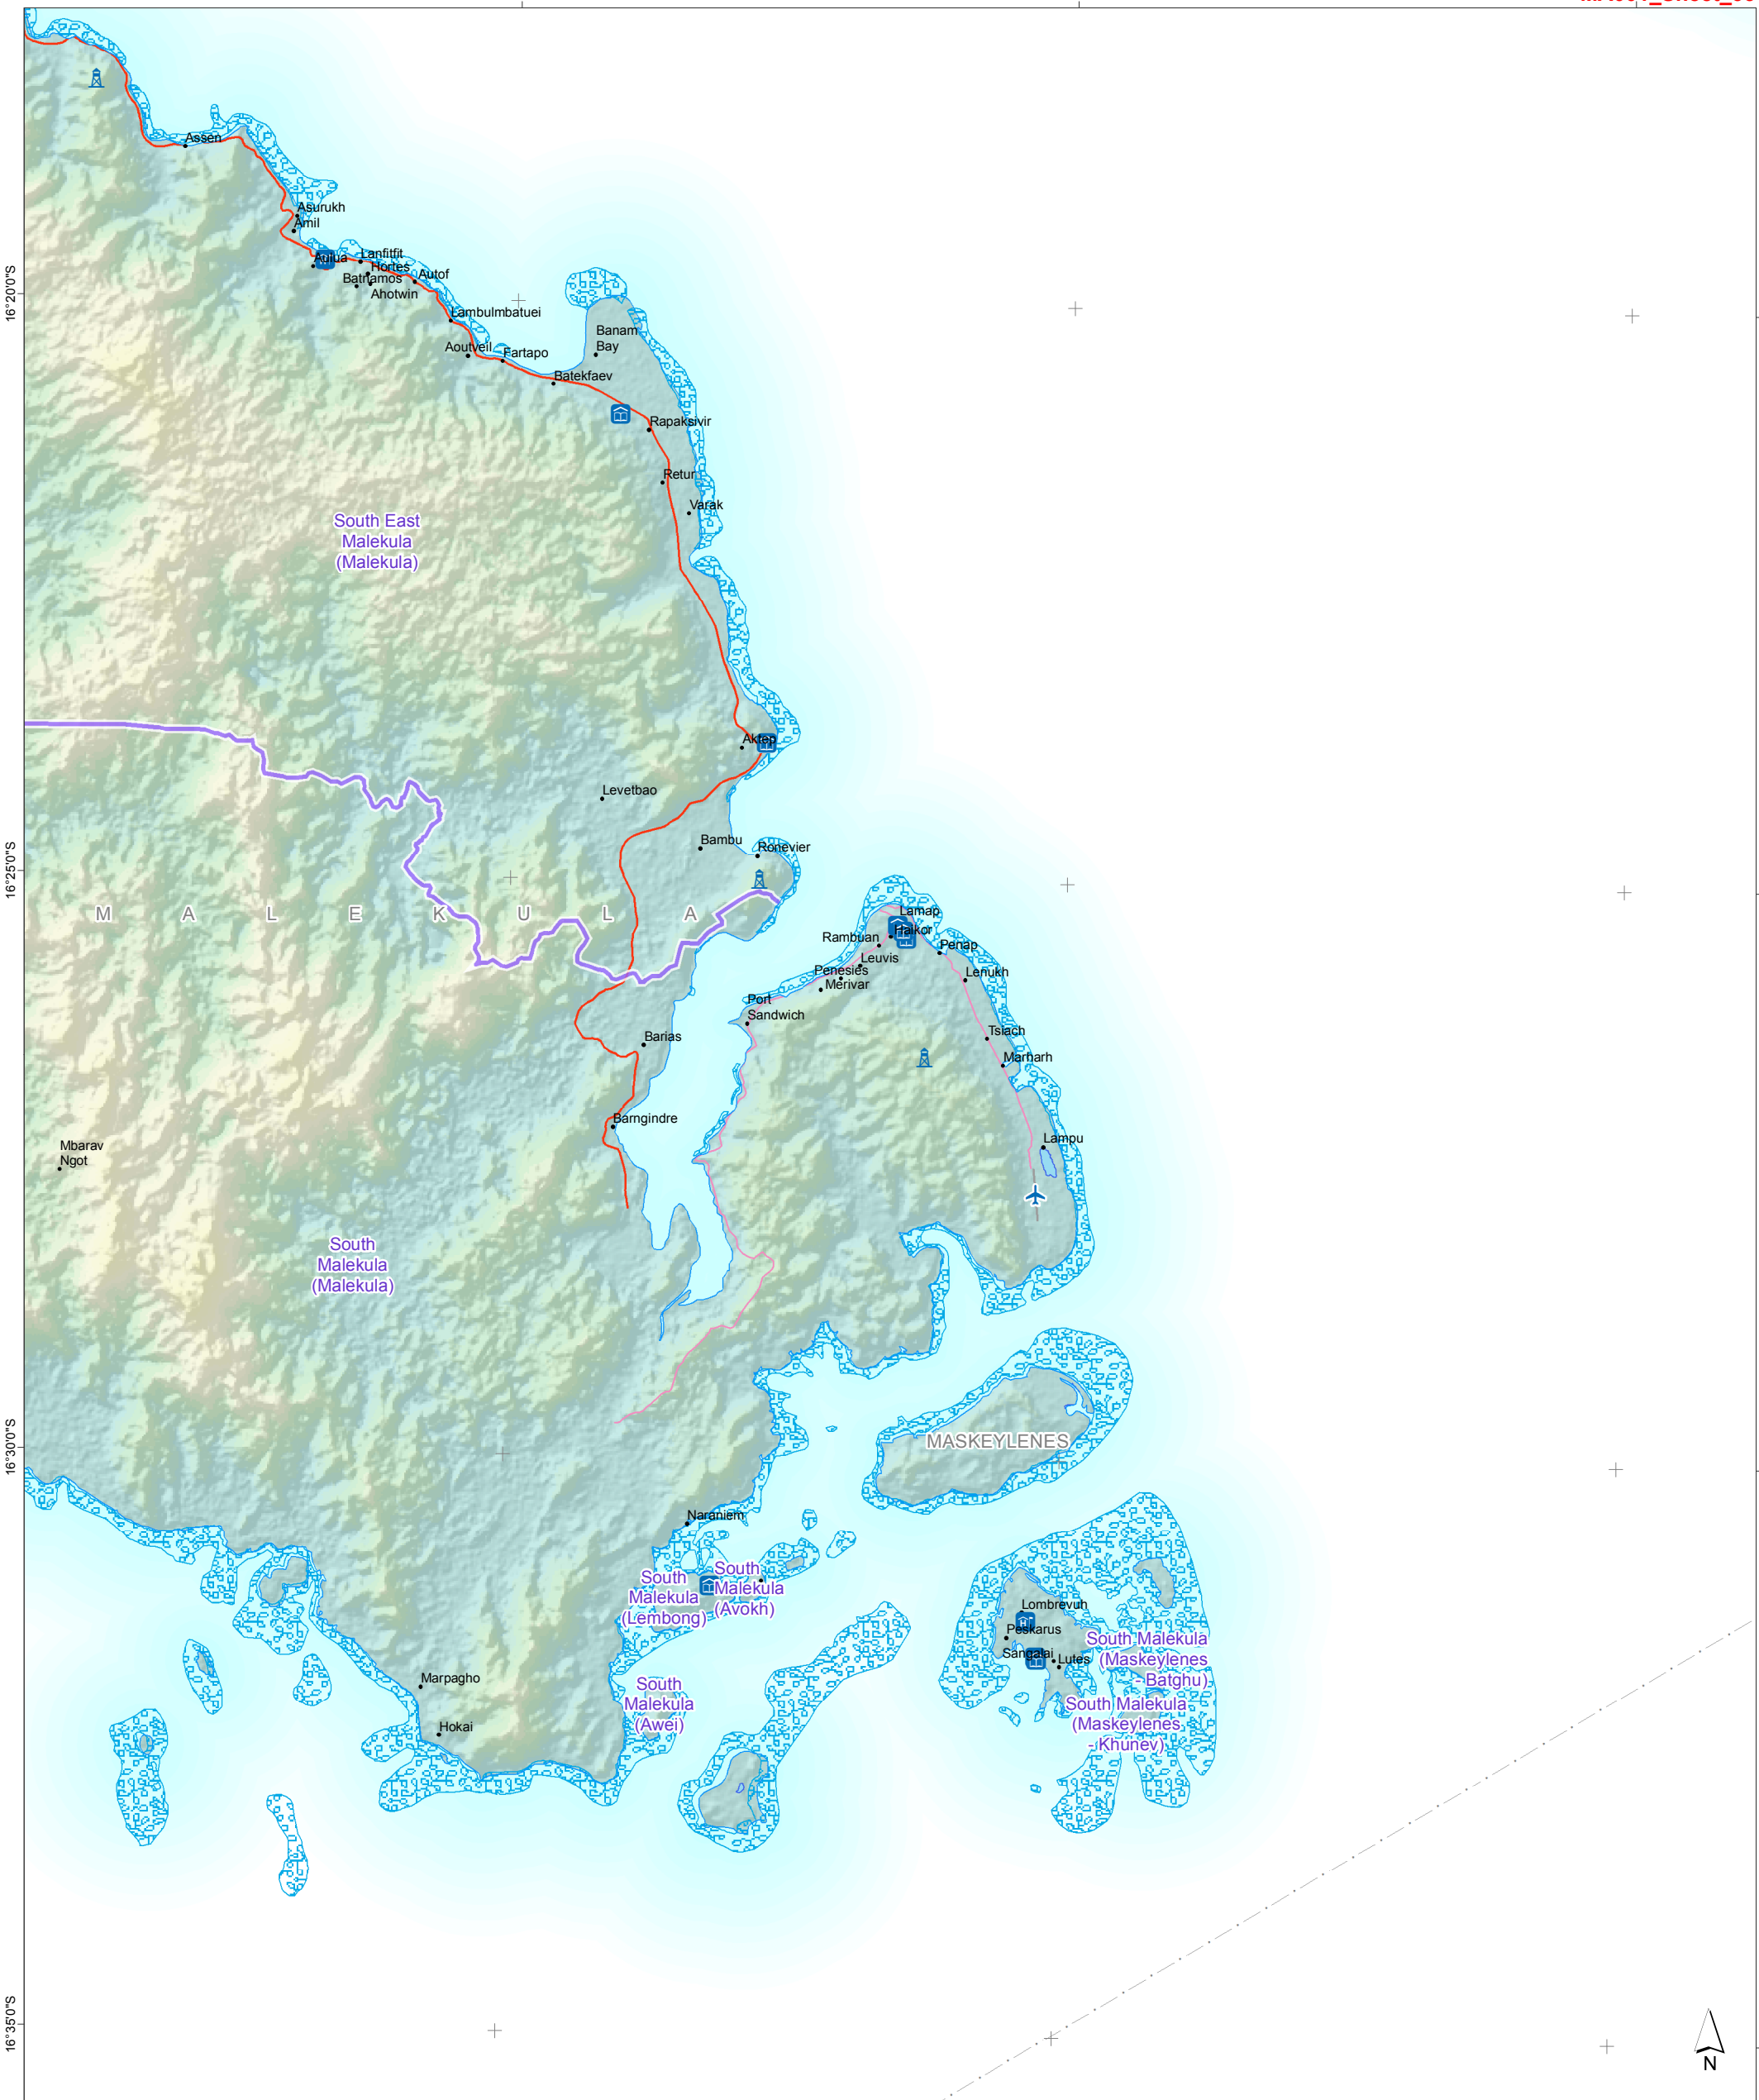 Assen
Asurukh
Amil
Aulua
Lanfitfit
Hortes
Batnamos
Ahotwin
Autof
16°20'0"S
Lambulmbatuei
Banam
Bay
Aoutveil
Fartapo
Batekfaev
Rapaksivir
Retur
Varak
South East
Malekula
(Malekula)
Aktep
Levetbao
Bambu
Ronevier
16°25'0"S
M A L E K U L A
Lamap
Haikor
Rambuan
Penap
Leuvis
Penesies
Lenukh
Merivar
Port
Sandwich
Tsiach
Barias
Marharh
Barngindre
Lampu
Mbarav
Ngot
South
Malekula
(Malekula)
16°30'0"S
MASKEYLENES
Naraniem
South
Malekula
(Lembong)
South
Malekula
(Avokh)
Lombrevuh
Peskarus
Sangalai
Lutes
South Malekula
(Maskeylenes
- Batghu)
Marpagho
South
Malekula
(Awei)
South Malekula
(Maskeylenes
- Khunev)
Hokai
16°35'0"S
N